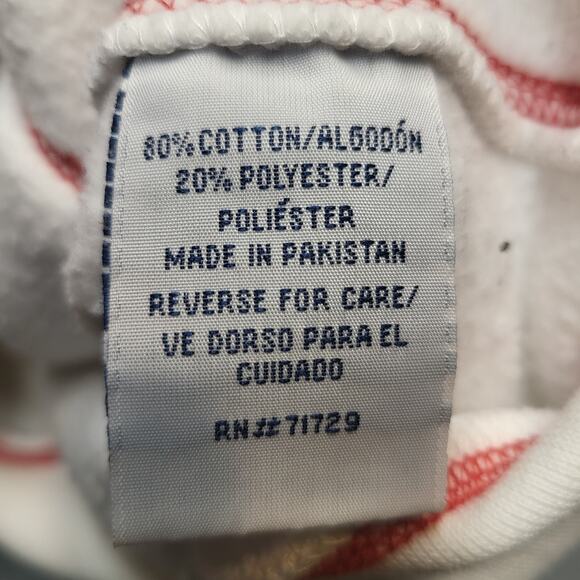 80% COTTON/ALGODÓN
20% POLYESTER/
POLIÉSTER
MADE IN PAKISTAN
REVERSE FOR CARE/
VE DORSO PARA EL
CUIDADO
RN# 71729